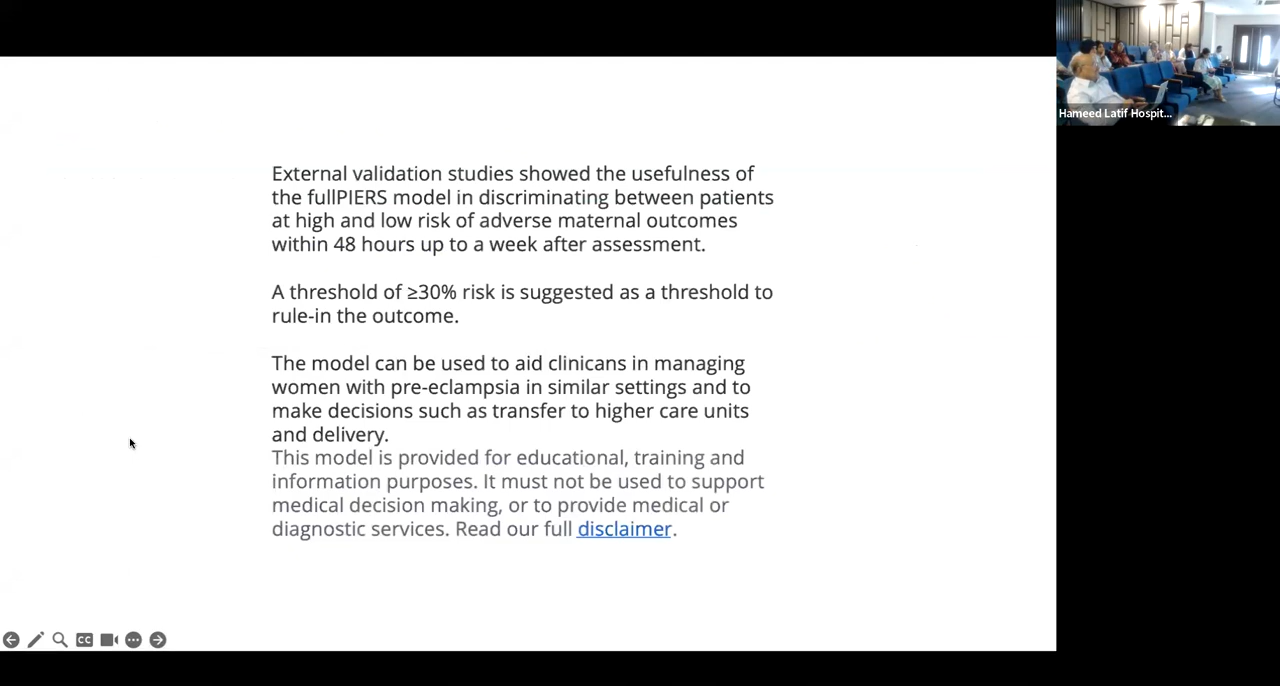 External validation studies showed the usefulness of
the fullPIERS model in discriminating between patients
at high and low risk of adverse maternal outcomes
within 48 hours up to a week after assessment.
A threshold of ≥30% risk is suggested as a threshold to
rule-in the outcome.
The model can be used to aid clinicians in managing
women with pre-eclampsia in similar settings and to
make decisions such as transfer to higher care units
and delivery.
This model is provided for educational, training and
information purposes. It must not be used to support
medical decision making, or to provide medical or
diagnostic services. Read our full disclaimer.
Hameed Latif Hospit...
CC